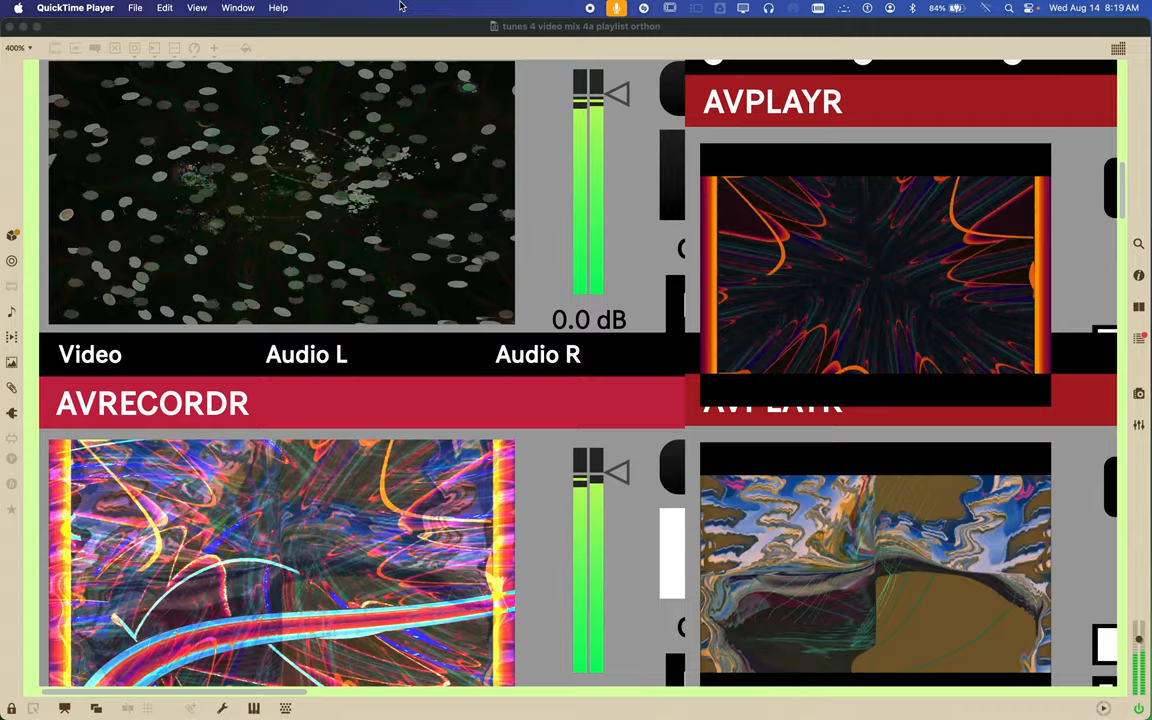 QuickTime Player File Edit View Window Help 84% Wed Aug 14 8:19 AM
tunes 4 video mix 4a playlist orthon
400%
AVPLAYR
0.0 dB
Video Audio L Audio R
AVRECORDR
AVPLAYR